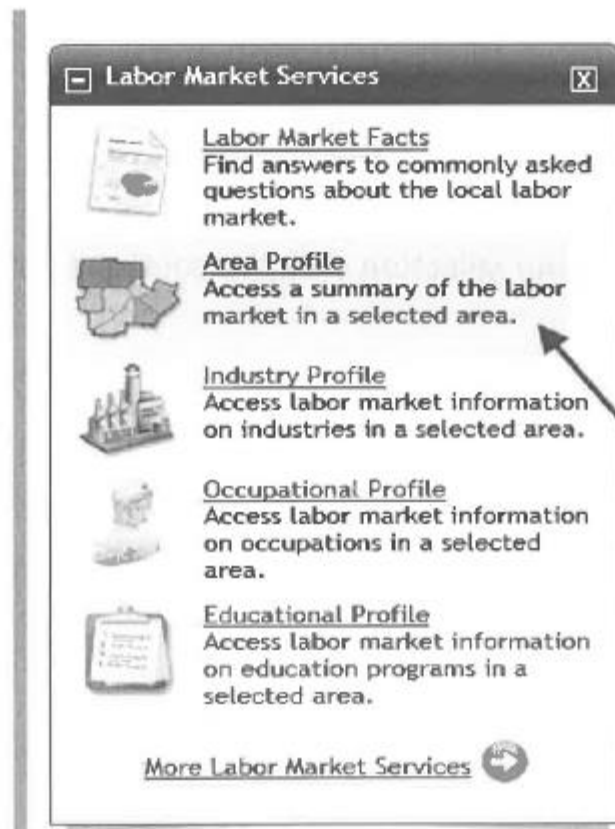 Labor Market Services
Labor Market Facts
Find answers to commonly asked
questions about the local labor
market.
Area Profile
Access a summary of the labor
market in a selected area.
Industry Profile
Access labor market information
on industries in a selected area.
Occupational Profile
Access labor market information
on occupations in a selected
area.
Educational Profile
Access labor market information
on education programs in a
selected area.
More Labor Market Services